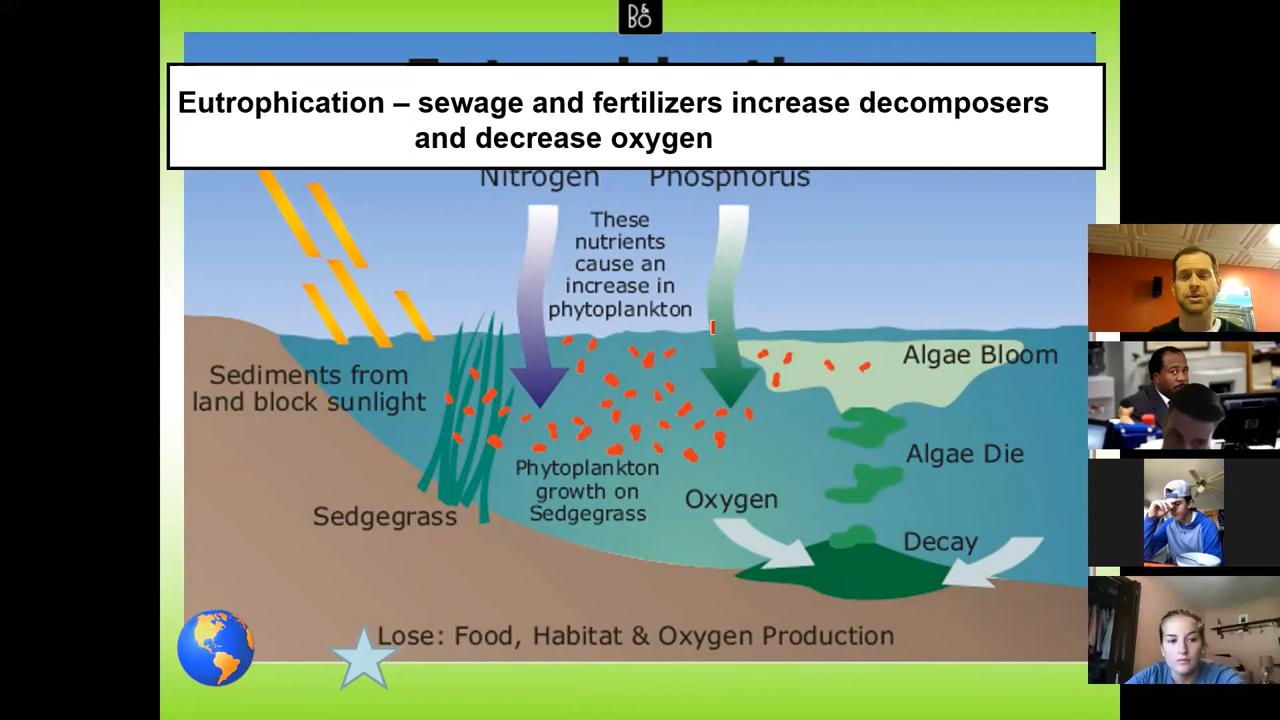 D&BO
Eutrophication – sewage and fertilizers increase decomposers
and decrease oxygen
Nitrogen Phosphorus
These
nutrients
cause an
increase in
phytoplankton
Sediments from
land block sunlight
Algae Bloom
Algae Die
Phytoplankton
growth on
Sedgegrass
Oxygen
Sedgegrass
Decay
Lose: Food, Habitat & Oxygen Production